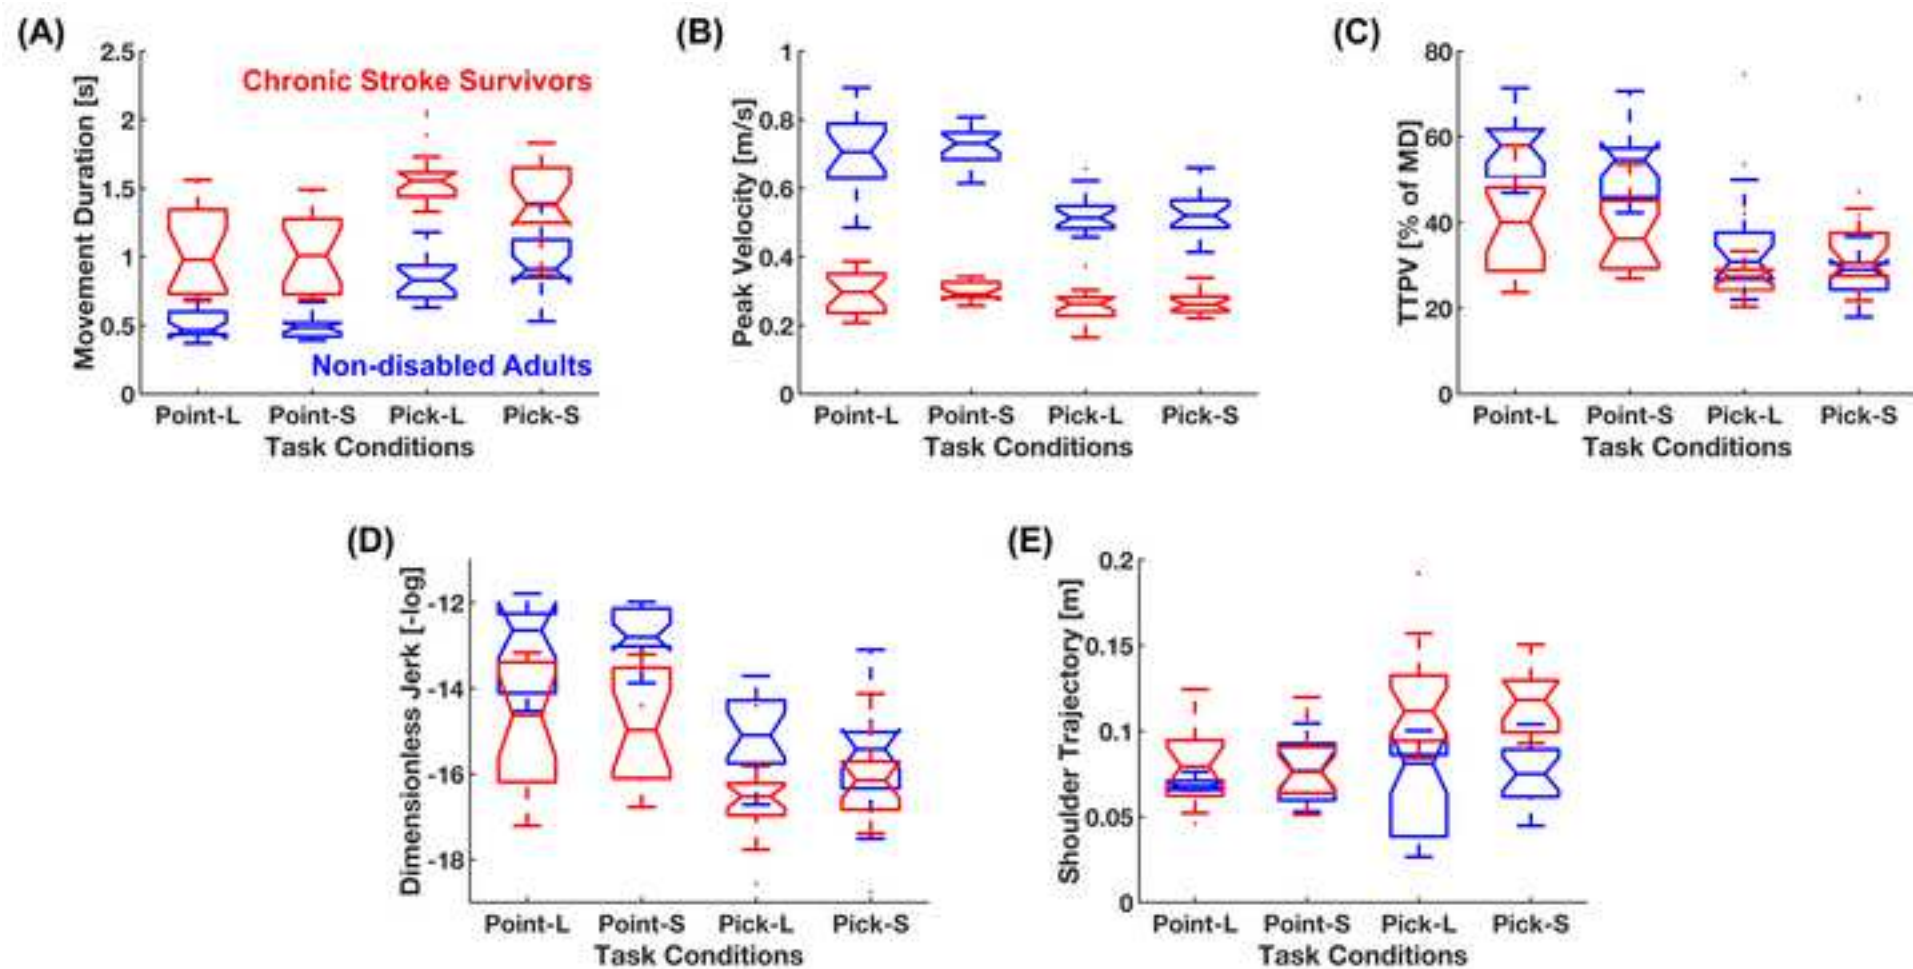 (A)
Movement Duration [s]
2.5
2
1.5
1
0.5
0
Chronic Stroke Survivors
Non-disabled Adults
Point-L Point-S Pick-L Pick-S
Task Conditions
(B)
Peak Velocity [m/s]
1
0.8
0.6
0.4
0.2
0
Point-L Point-S Pick-L Pick-S
Task Conditions
(C)
TTPV [% of MD]
80
60
40
20
0
Point-L Point-S Pick-L Pick-S
Task Conditions
(D)
Dimensionless Jerk [-log]
-12
-14
-16
-18
Point-L Point-S Pick-L Pick-S
Task Conditions
(E)
Shoulder Trajectory [m]
0.2
0.15
0.1
0.05
0
Point-L Point-S Pick-L Pick-S
Task Conditions